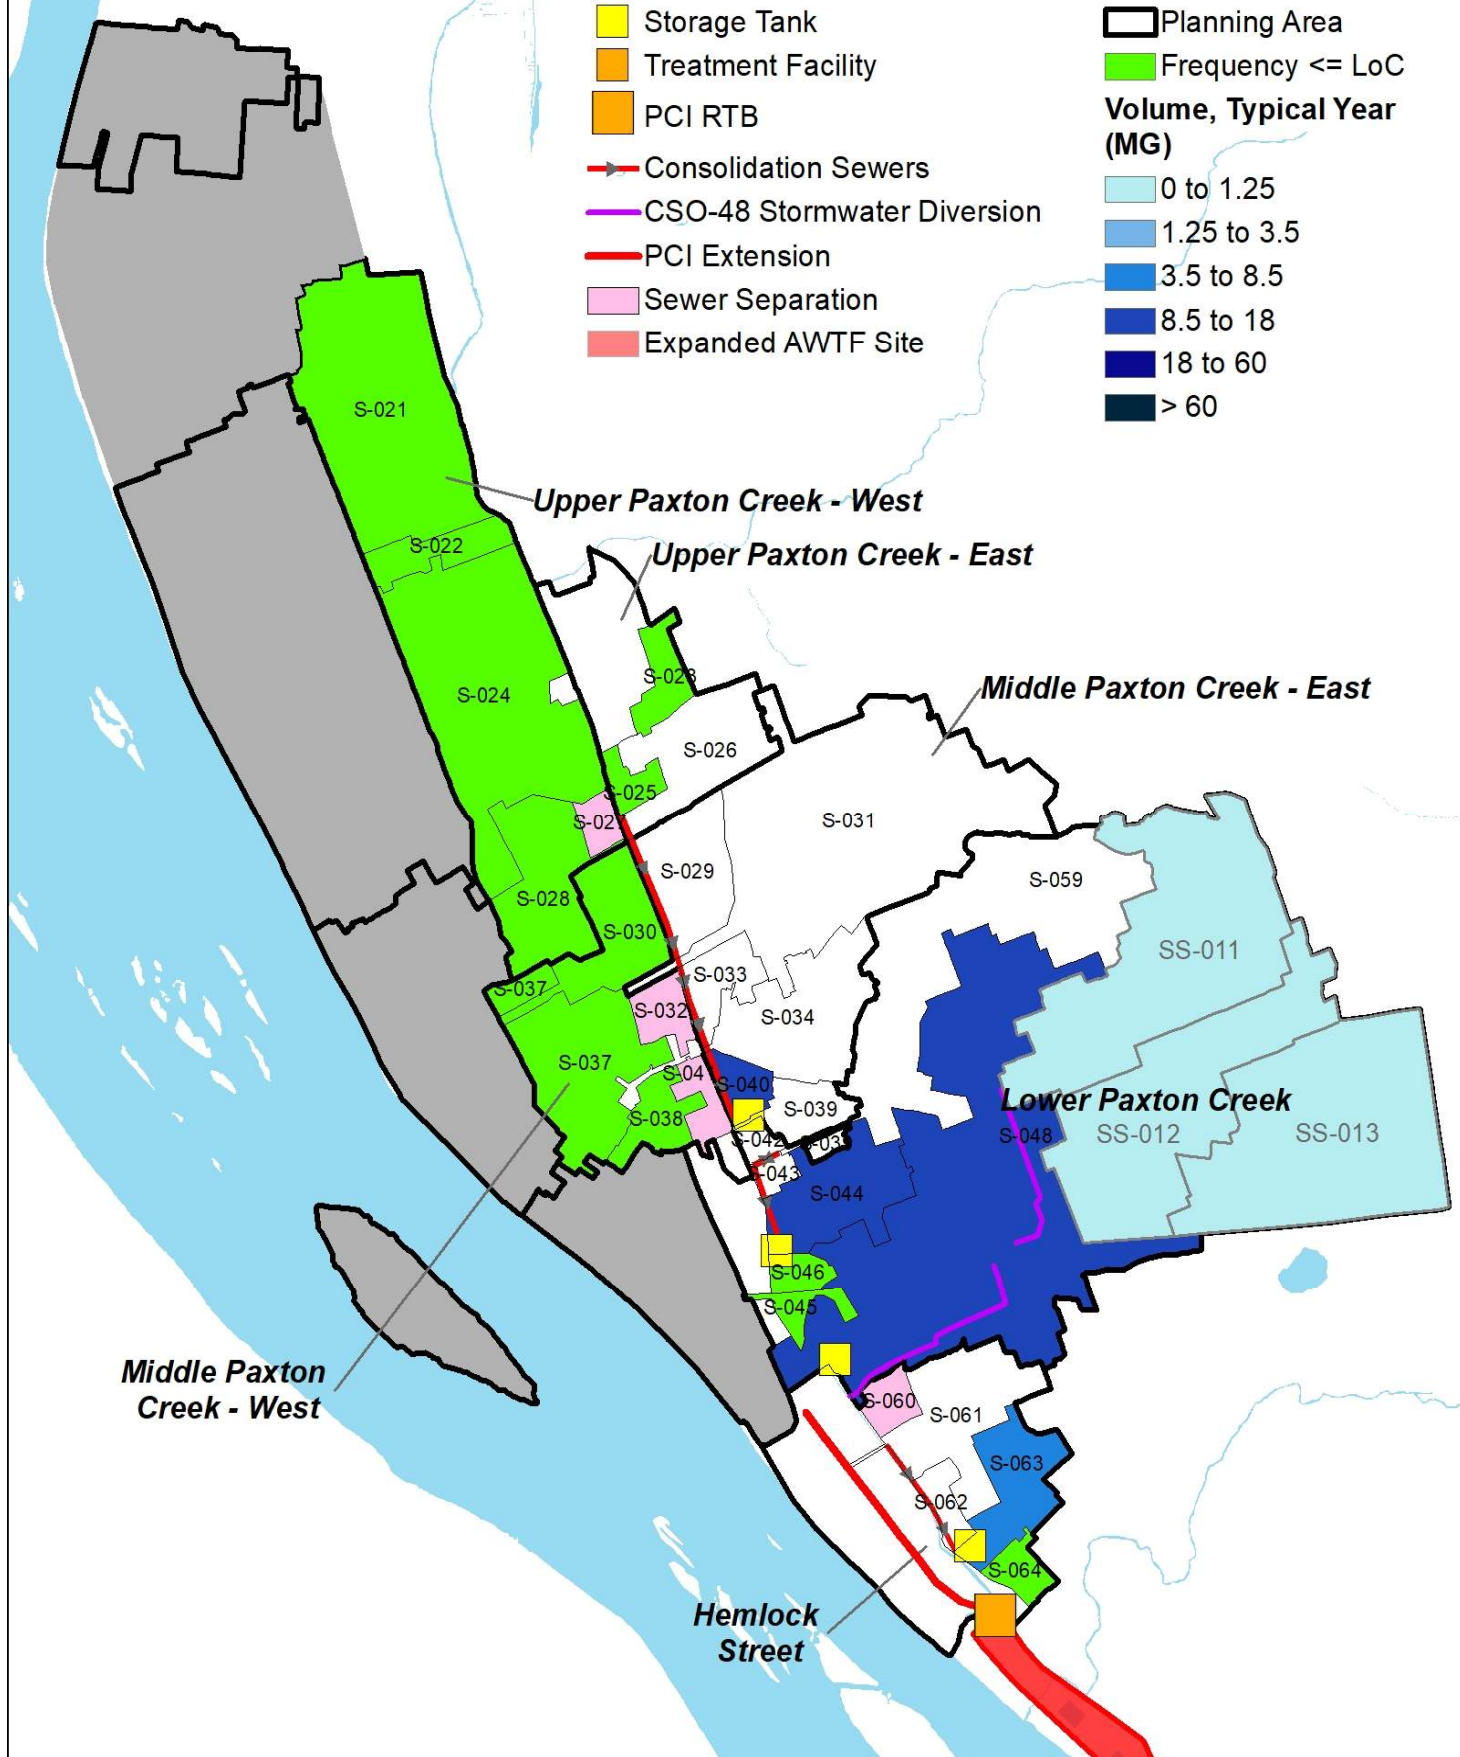 Storage Tank
Treatment Facility
PCI RTB
Consolidation Sewers
CSO-48 Stormwater Diversion
PCI Extension
Sewer Separation
Expanded AWTF Site
Planning Area
Frequency <= LoC
Volume, Typical Year
(MG)
0 to 1.25
1.25 to 3.5
3.5 to 8.5
8.5 to 18
18 to 60
> 60
S-021
Upper Paxton Creek - West
S-022
Upper Paxton Creek - East
S-023
S-024
Middle Paxton Creek - East
S-026
S-025
S-027
S-031
S-029
S-059
S-028
S-030
SS-011
S-033
S-037
S-032
S-034
S-037
S-04
S-040
Lower Paxton Creek
S-039
S-038
S-042
S-048
SS-012
SS-013
S-043
S-044
S-046
S-045
Middle Paxton
Creek - West
S-060
S-061
S-063
S-062
S-064
Hemlock
Street